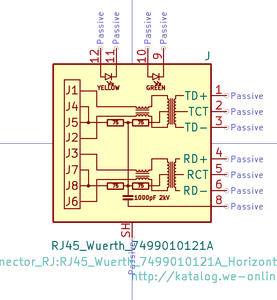 Passive
Passive
Passive
Passive
12
11
10
9
J
YELLOW
GREEN
J1
J4
J5
J2
J3
J7
J8
J6
75
75
75
75
TD+
TCT
TD-
RD+
RCT
RD-
1 Passive
2 Passive
3 Passive
4 Passive
5 Passive
6 Passive
8 Passive
1000pF 2kV
SH
Passive
RJ45_Wuerth_7499010121A
nector_RJ:RJ45_Wuerth_7499010121A_Horizont
http://katalog.we-onlin